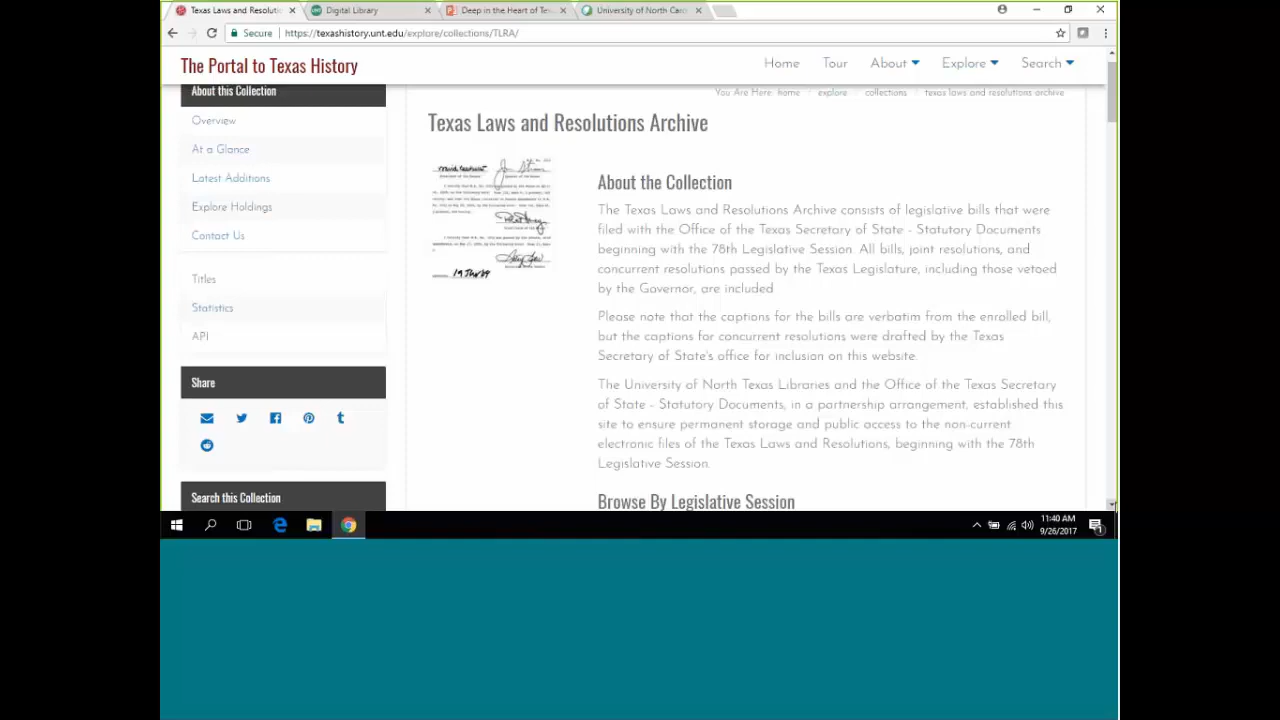 Texas Laws and Resolutio
Digital Library
Deep in the Heart of Tex
University of North Caro
Secure
https://texashistory.unt.edu/explore/collections/TLRA/
The Portal to Texas History
Home
Tour
About
Explore
Search
About this Collection
Overview
At a Glance
Latest Additions
Explore Holdings
Contact Us
Titles
Statistics
API
Share
Search this Collection
You Are Here: home / explore / collections / texas laws and resolutions archive
Texas Laws and Resolutions Archive
About the Collection
The Texas Laws and Resolutions Archive consists of legislative bills that were
filed with the Office of the Texas Secretary of State - Statutory Documents
beginning with the 78th Legislative Session. All bills, joint resolutions, and
concurrent resolutions passed by the Texas Legislature, including those vetoed
by the Governor, are included
Please note that the captions for the bills are verbatim from the enrolled bill,
but the captions for concurrent resolutions were drafted by the Texas
Secretary of State's office for inclusion on this website.
The University of North Texas Libraries and the Office of the Texas Secretary
of State - Statutory Documents, in a partnership arrangement, established this
site to ensure permanent storage and public access to the non-current
electronic files of the Texas Laws and Resolutions, beginning with the 78th
Legislative Session.
Browse By Legislative Session
11:40 AM
9/26/2017
1